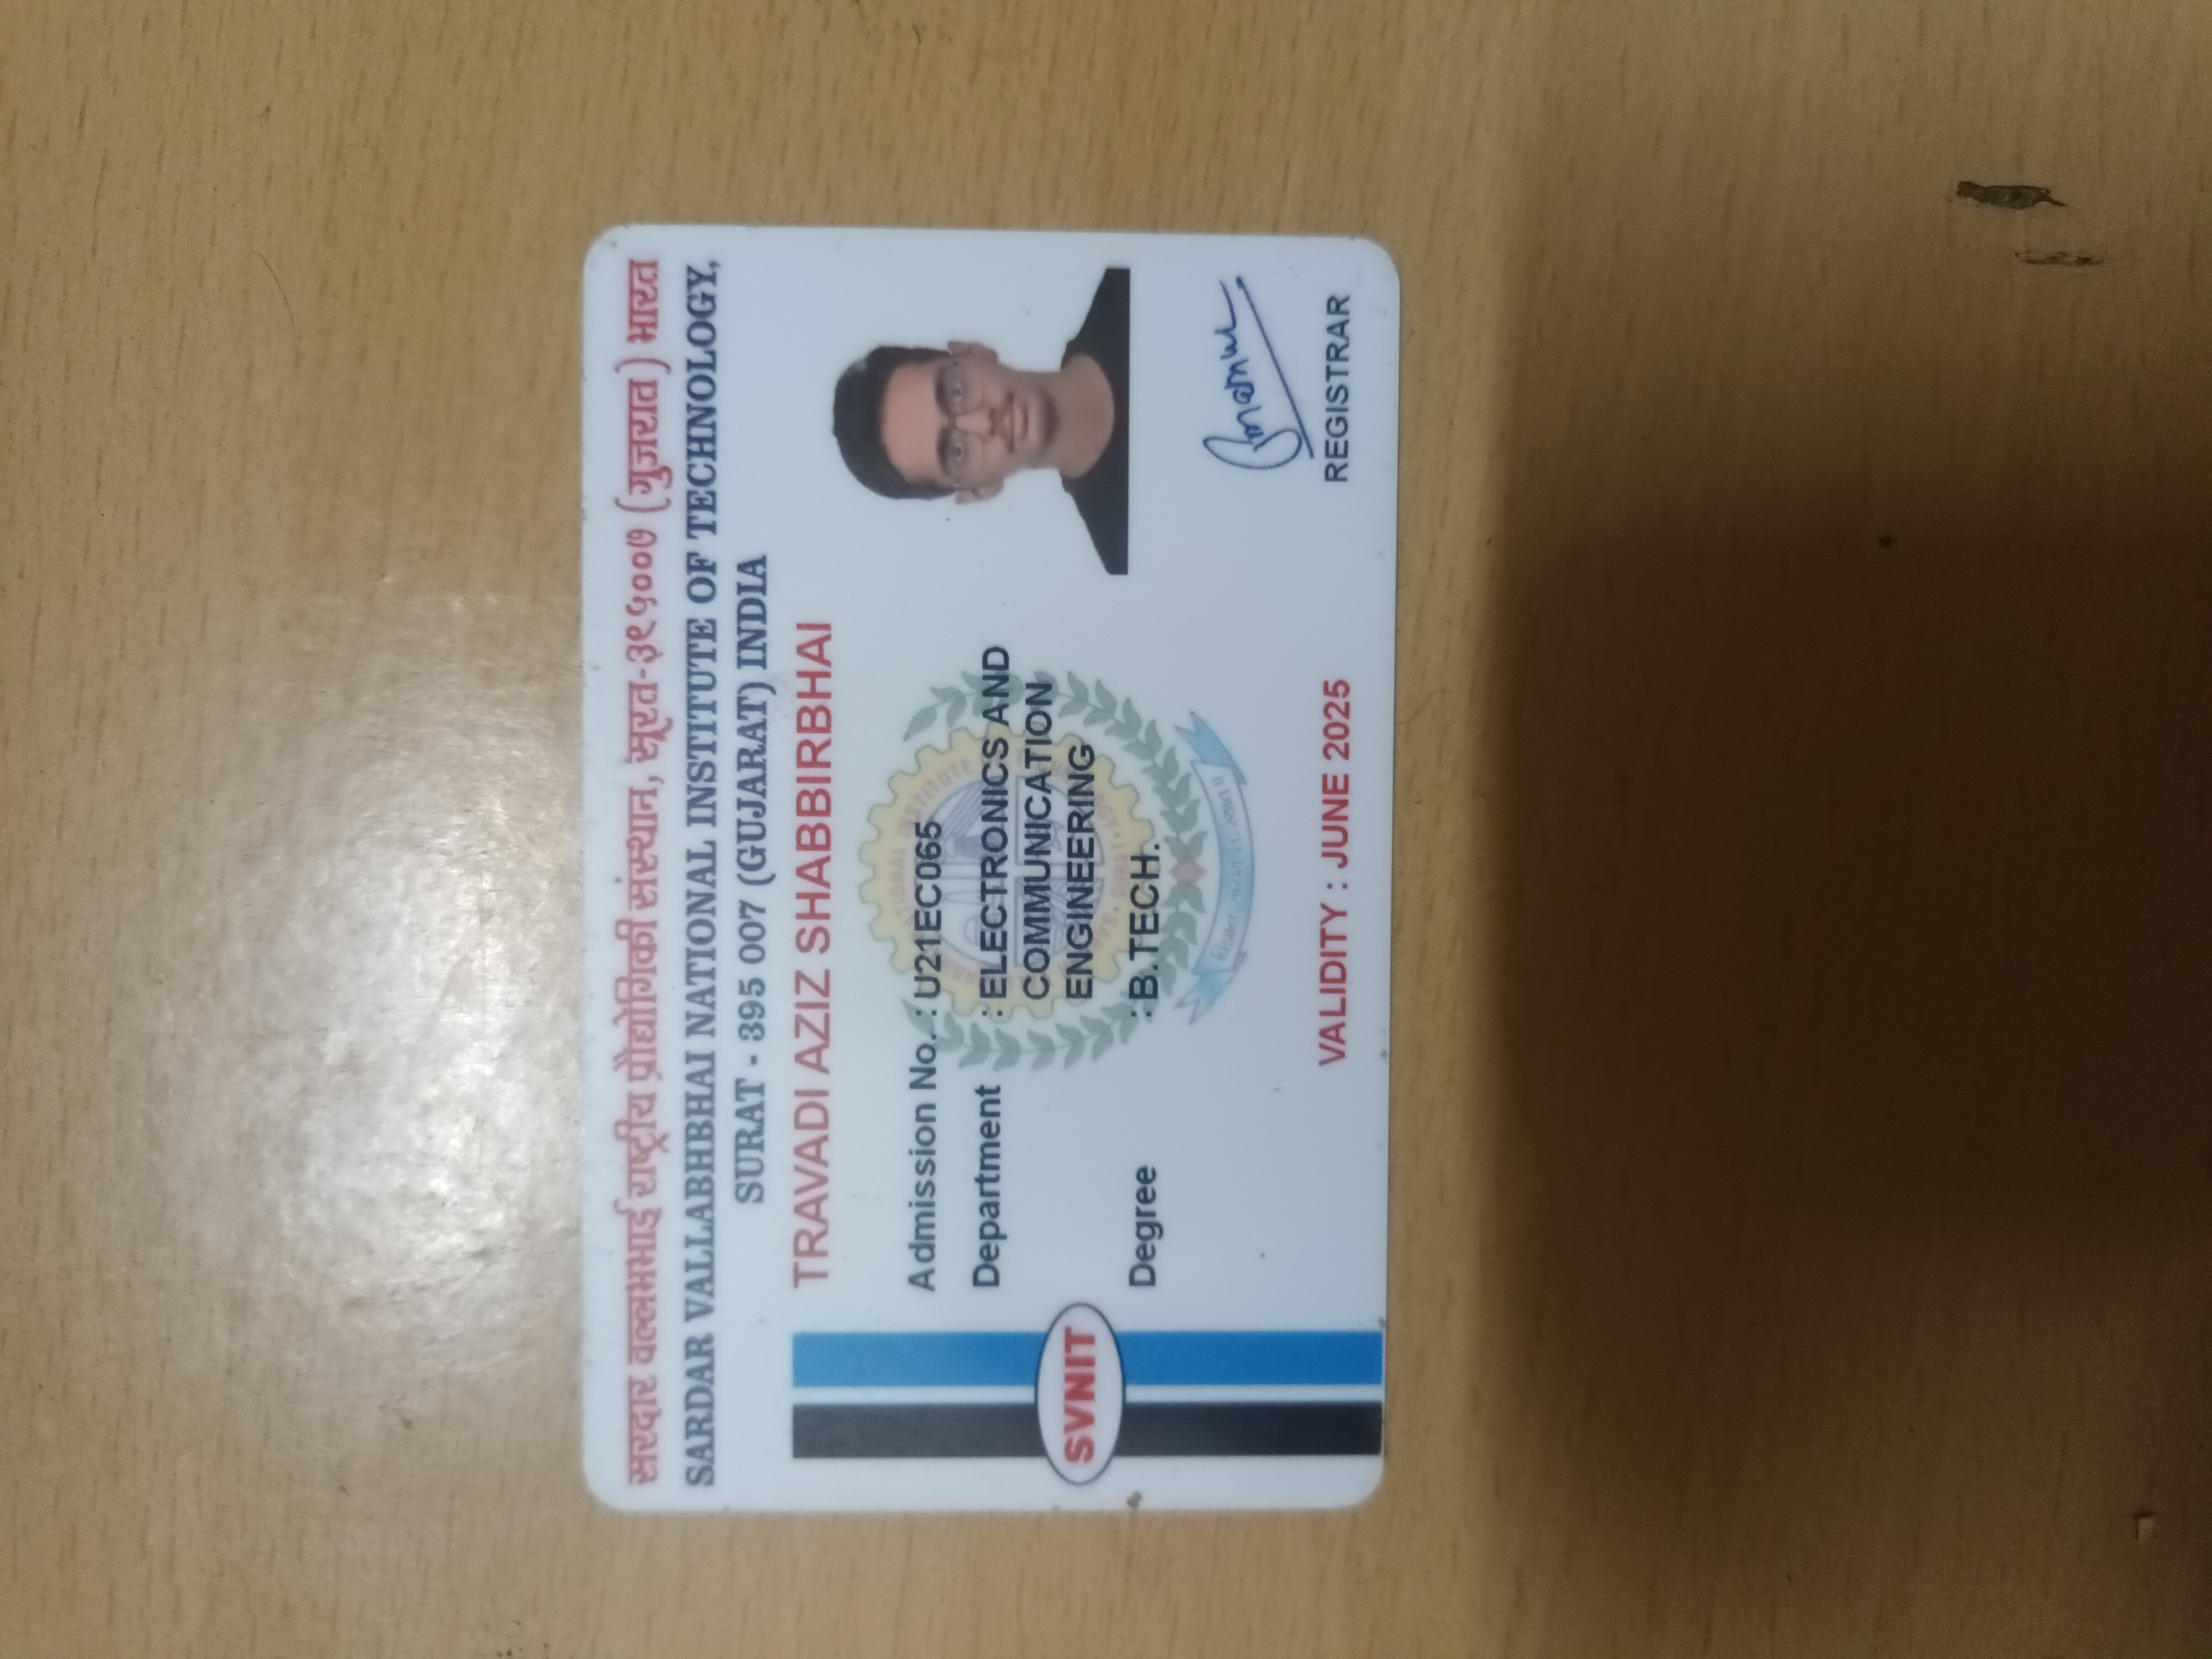 सरदार वल्लभभाई राष्ट्रीय प्रौद्योगिकी संस्थान, सूरत-३९५००७ (गुजरात) भारत
SARDAR VALLABHBHAI NATIONAL INSTITUTE OF TECHNOLOGY,
SURAT - 395 007 (GUJARAT) INDIA
TRAVADI AZIZ SHABBIRBHAI
Admission No. : U21EC065
Department : ELECTRONICS AND
COMMUNICATION
ENGINEERING
SVNIT
Degree : B.TECH.
VALIDITY : JUNE 2025
REGISTRAR